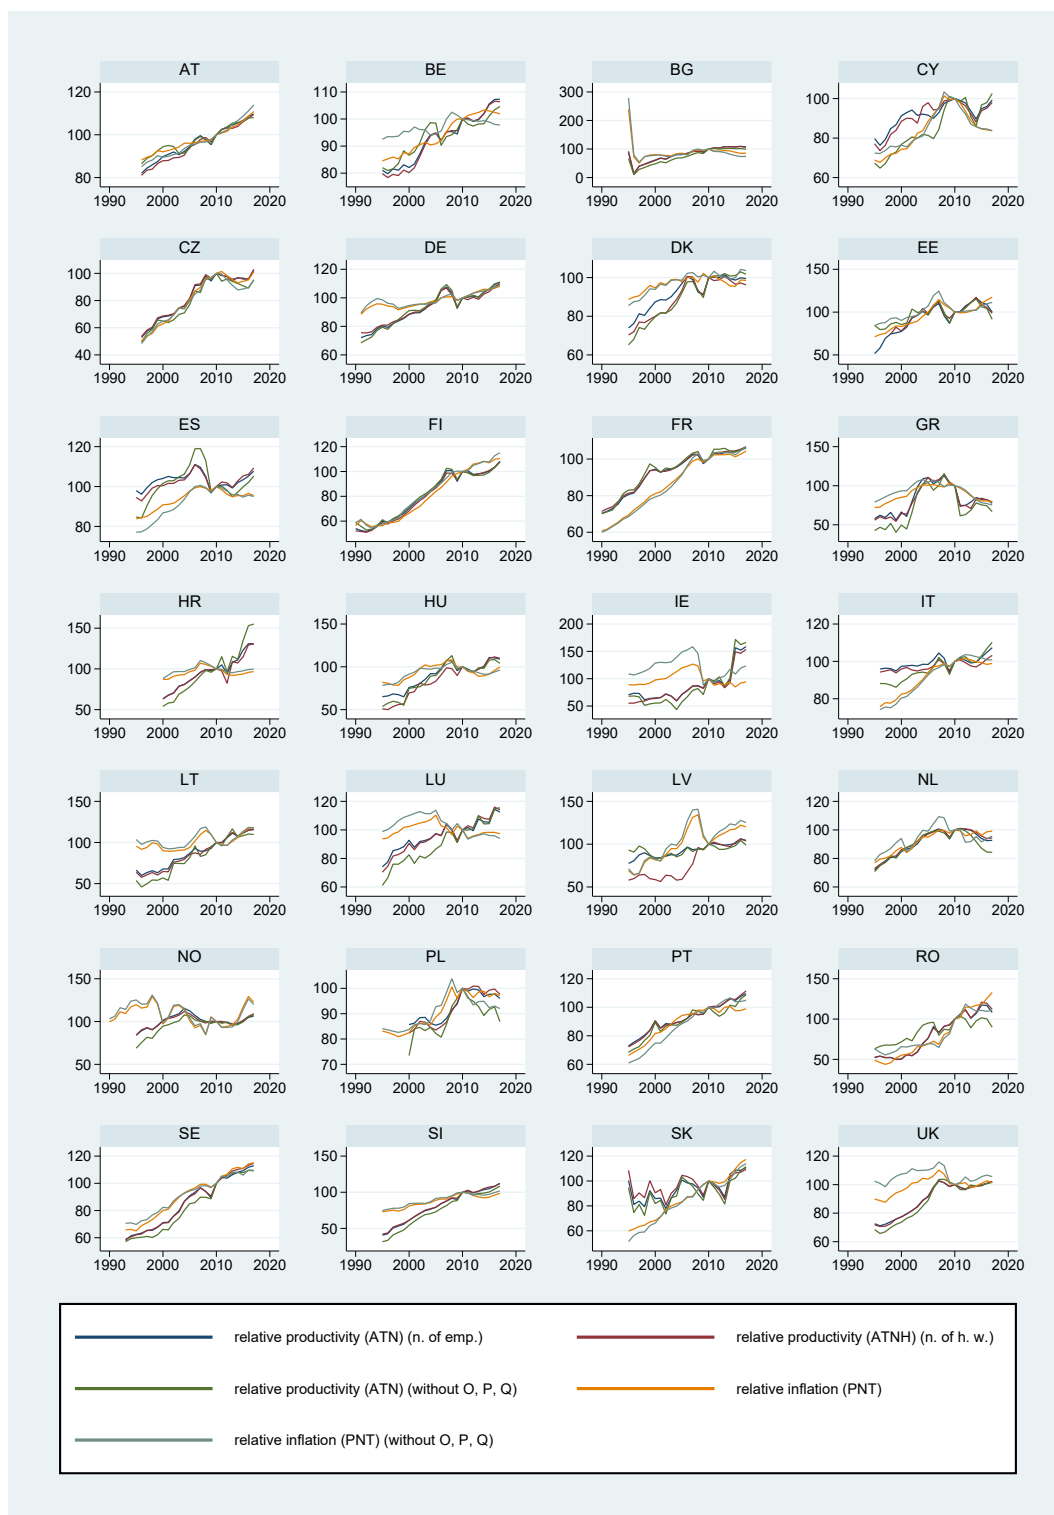 AT BE BG CY
120 110 300 100
100 100 200 80
90 100
80 80 0 60
1990 2000 2010 2020 1990 2000 2010 2020 1990 2000 2010 2020 1990 2000 2010 2020
CZ DE DK EE
100 120 100 150
80 100 80 100
60 80
40 60 60 50
1990 2000 2010 2020 1990 2000 2010 2020 1990 2000 2010 2020 1990 2000 2010 2020
ES FI FR GR
120 120 100 150
100 100 80 100
80 80 60 50
60
1990 2000 2010 2020 1990 2000 2010 2020 1990 2000 2010 2020 1990 2000 2010 2020
HR HU IE IT
150 150 200 120
100 100 150 100
50 50 100 80
50
1990 2000 2010 2020 1990 2000 2010 2020 1990 2000 2010 2020 1990 2000 2010 2020
LT LU LV NL
150 120 150 120
100 100 100 100
80 80
50 60 50 60
1990 2000 2010 2020 1990 2000 2010 2020 1990 2000 2010 2020 1990 2000 2010 2020
NO PL PT RO
150 100 120 150
100 90 100 100
80 80
50 70 60 50
1990 2000 2010 2020 1990 2000 2010 2020 1990 2000 2010 2020 1990 2000 2010 2020
SE SI SK UK
120 150 120 120
100 100 100 100
80 80 80
60 50 60 60
1990 2000 2010 2020 1990 2000 2010 2020 1990 2000 2010 2020 1990 2000 2010 2020
relative productivity (ATN) (n. of emp.) relative productivity (ATNH) (n. of h. w.)
relative productivity (ATN) (without O, P, Q) relative inflation (PNT)
relative inflation (PNT) (without O, P, Q)